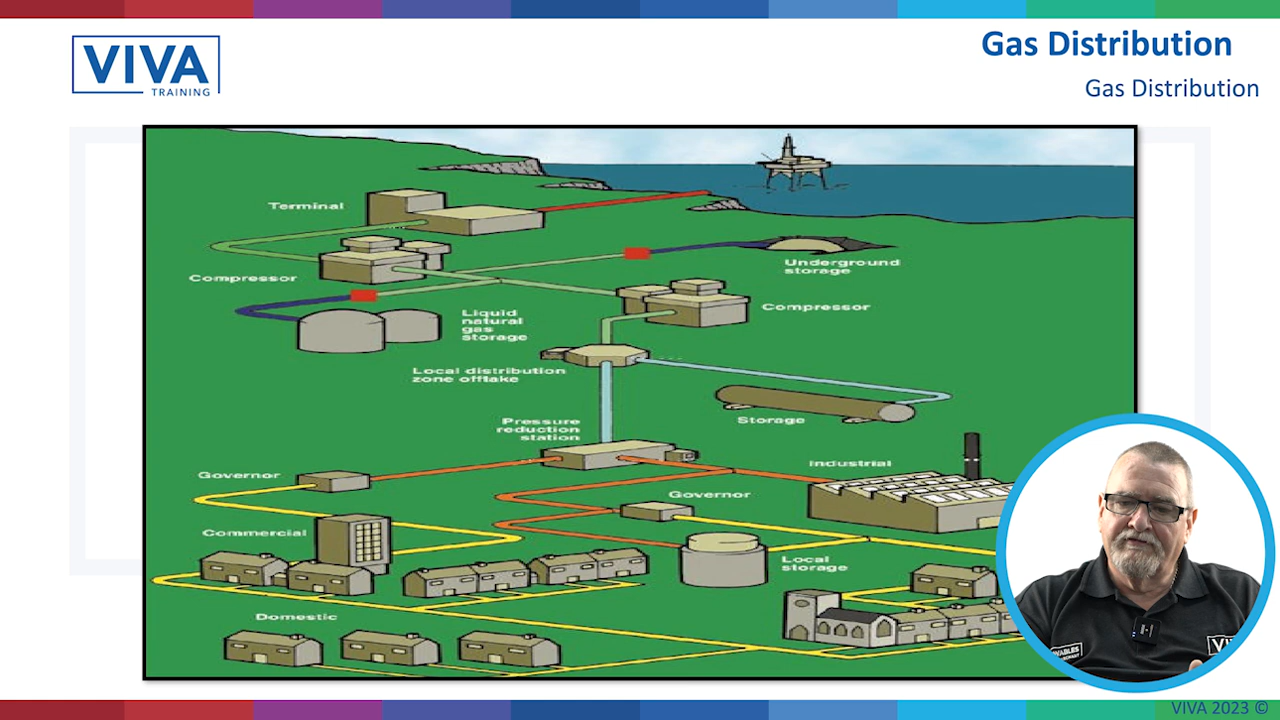 VIVA
TRAINING
Gas Distribution
Gas Distribution
Terminal
Compressor
Underground
storage
Compressor
Liquid
natural
gas
storage
Local distribution
zone offtake
Storage
Pressure
reduction
station
Industrial
Governor
Governor
Commercial
Local
storage
Domestic
VIVA 2023 ©